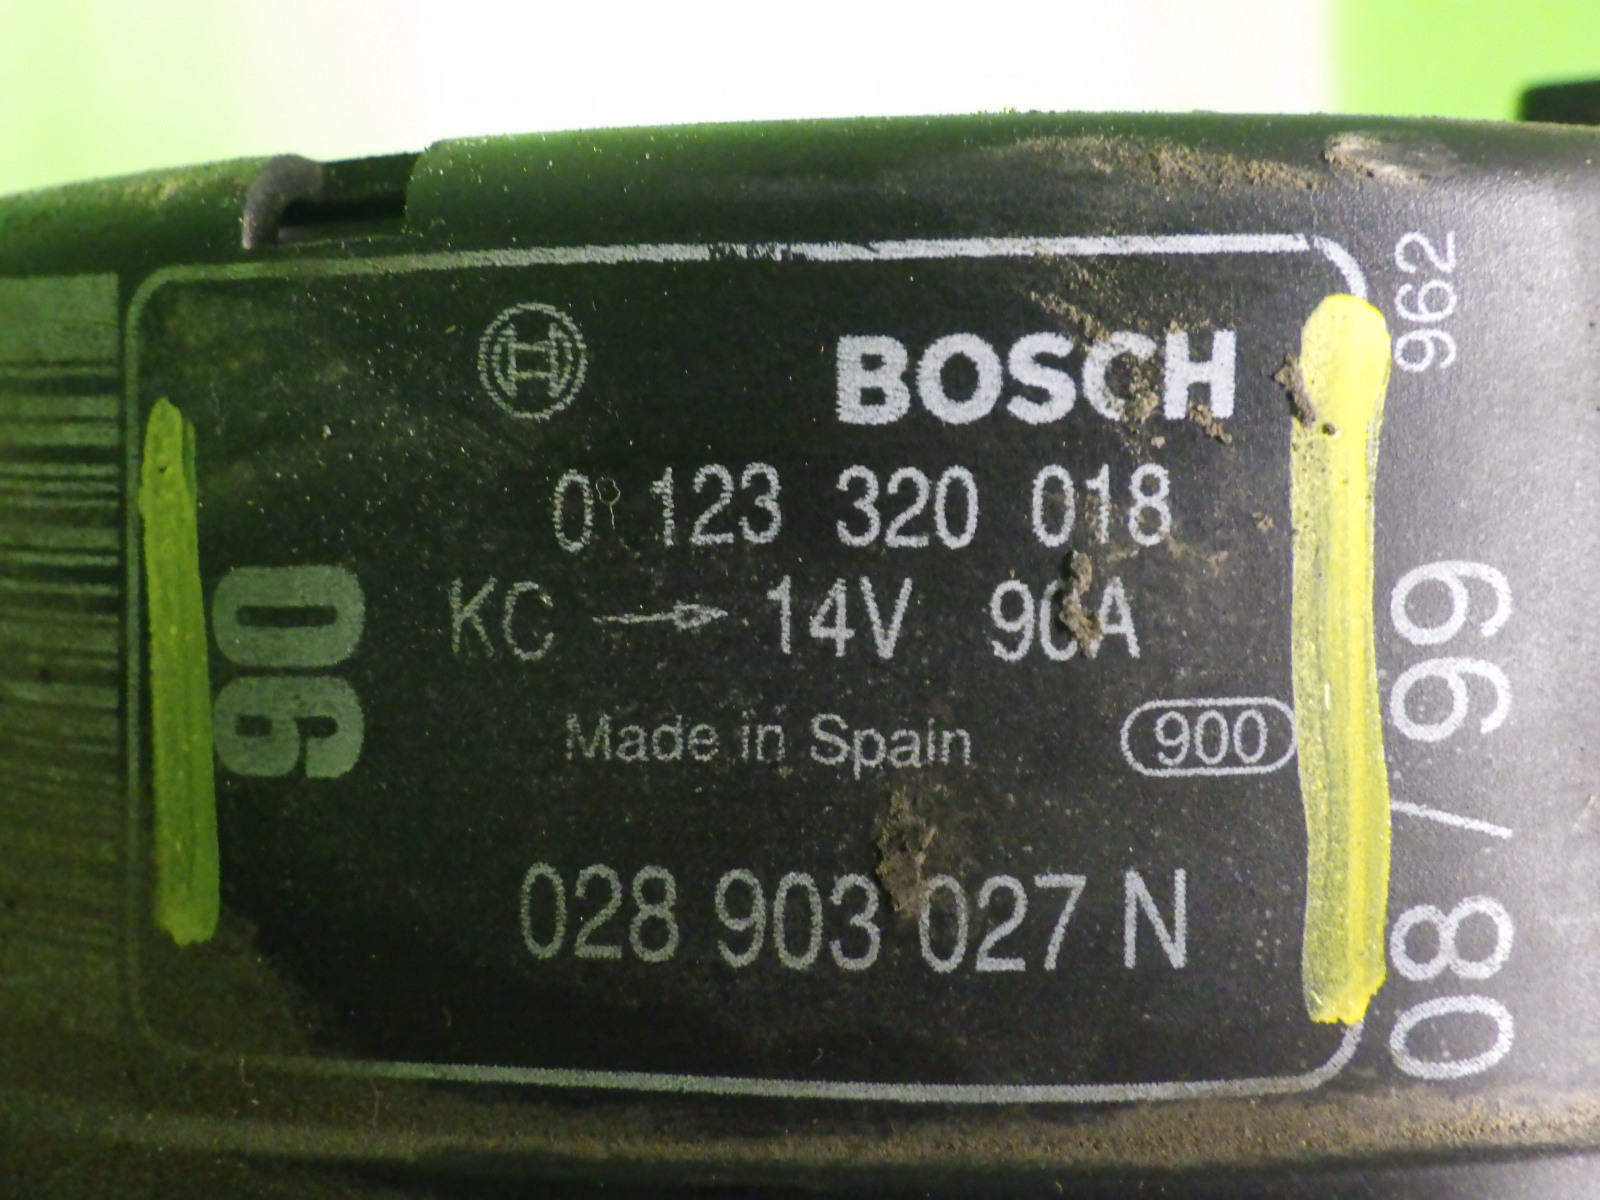 BOSCH
0 123 320 018
KC → 14V 90A
Made in Spain 900
028 903 027 N
90
962
08/99